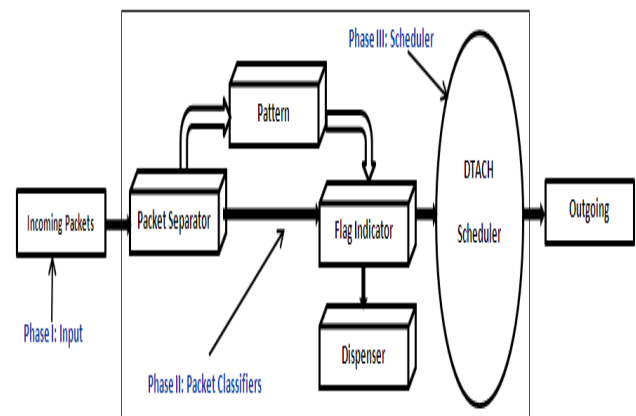 Phase III: Scheduler
Pattern
DTACH
Scheduler
Incoming Packets
Packet Separator
Flag Indicator
Outgoing
Phase I: Input
Dispenser
Phase II: Packet Classifiers